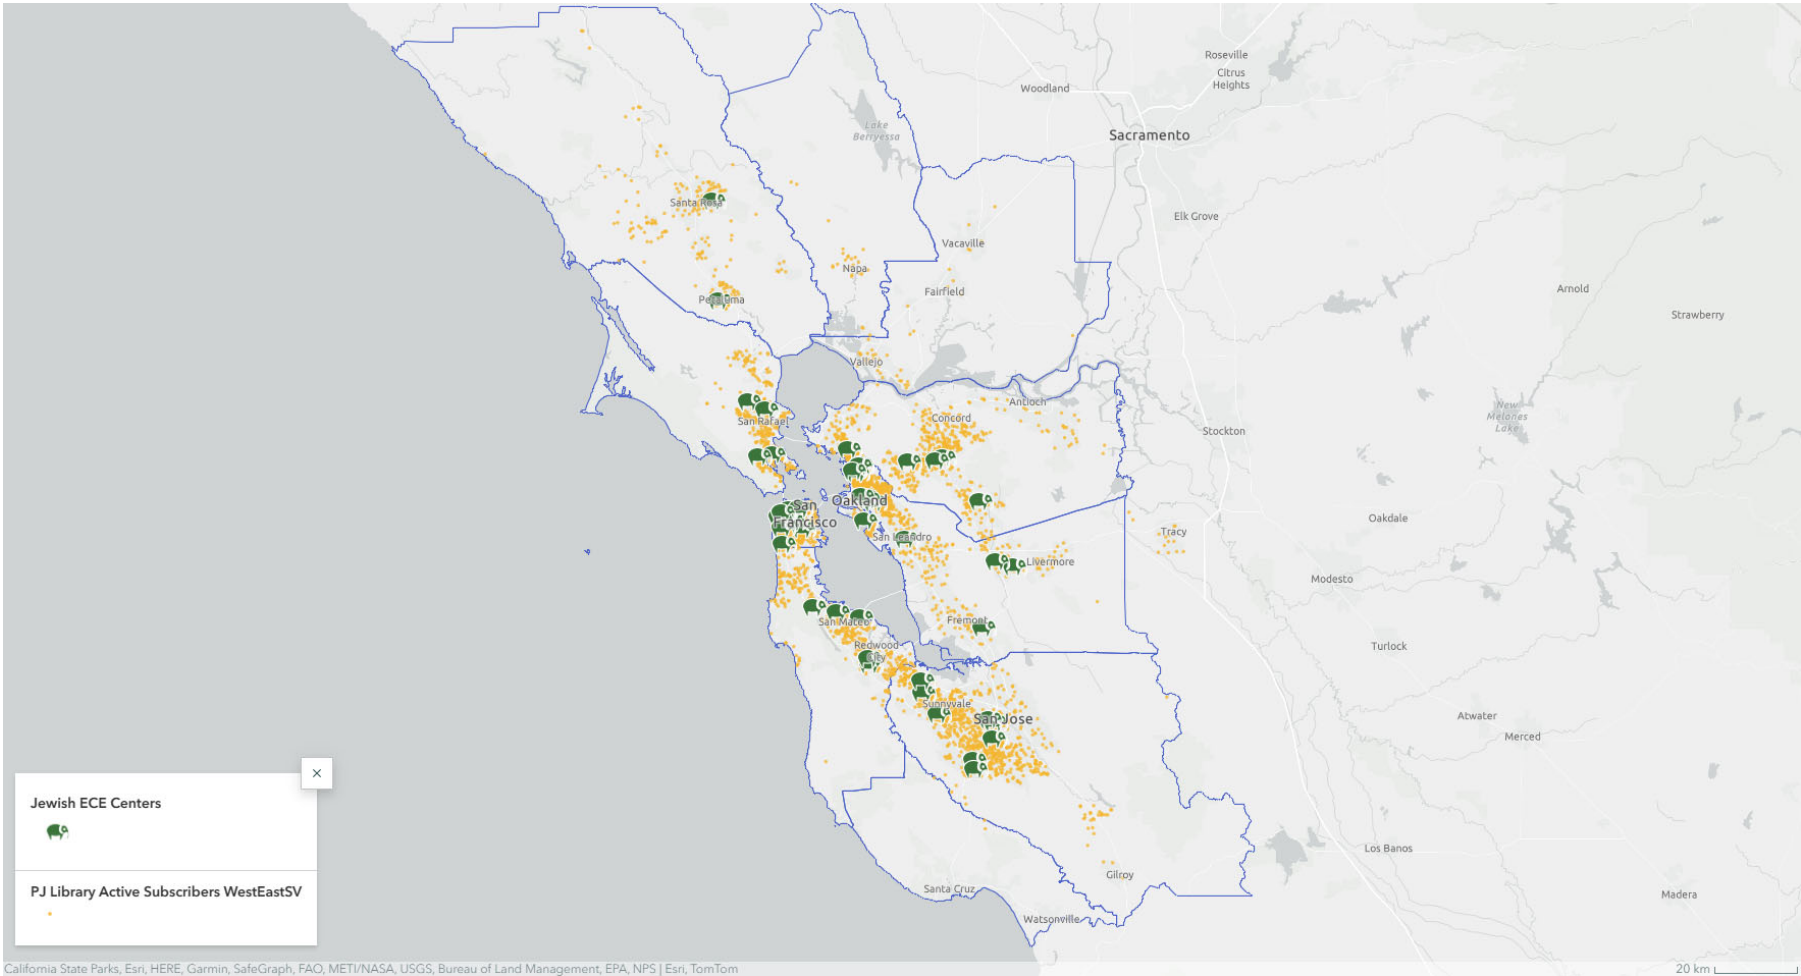 Roseville
Citrus
Heights
Woodland
Sacramento
Lake
Berryessa
Santa Rosa
Elk Grove
Vacaville
Napa
Fairfield
Arnold
Petaluma
Strawberry
Vallejo
Antioch
Concord
New
Melones
Lake
San Rafael
Stockton
Oakland
San
Francisco
Oakdale
San Leandro
Tracy
Livermore
Modesto
Fremont
San Mateo
Redwood
City
Turlock
Sunnyvale
San Jose
Atwater
Merced
×
Jewish ECE Centers
PJ Library Active Subscribers WestEastSV
Los Banos
Gilroy
Santa Cruz
Madera
Watsonville
California State Parks, Esri, HERE, Garmin, SafeGraph, FAO, METI/NASA, USGS, Bureau of Land Management, EPA, NPS | Esri, TomTom
20 km